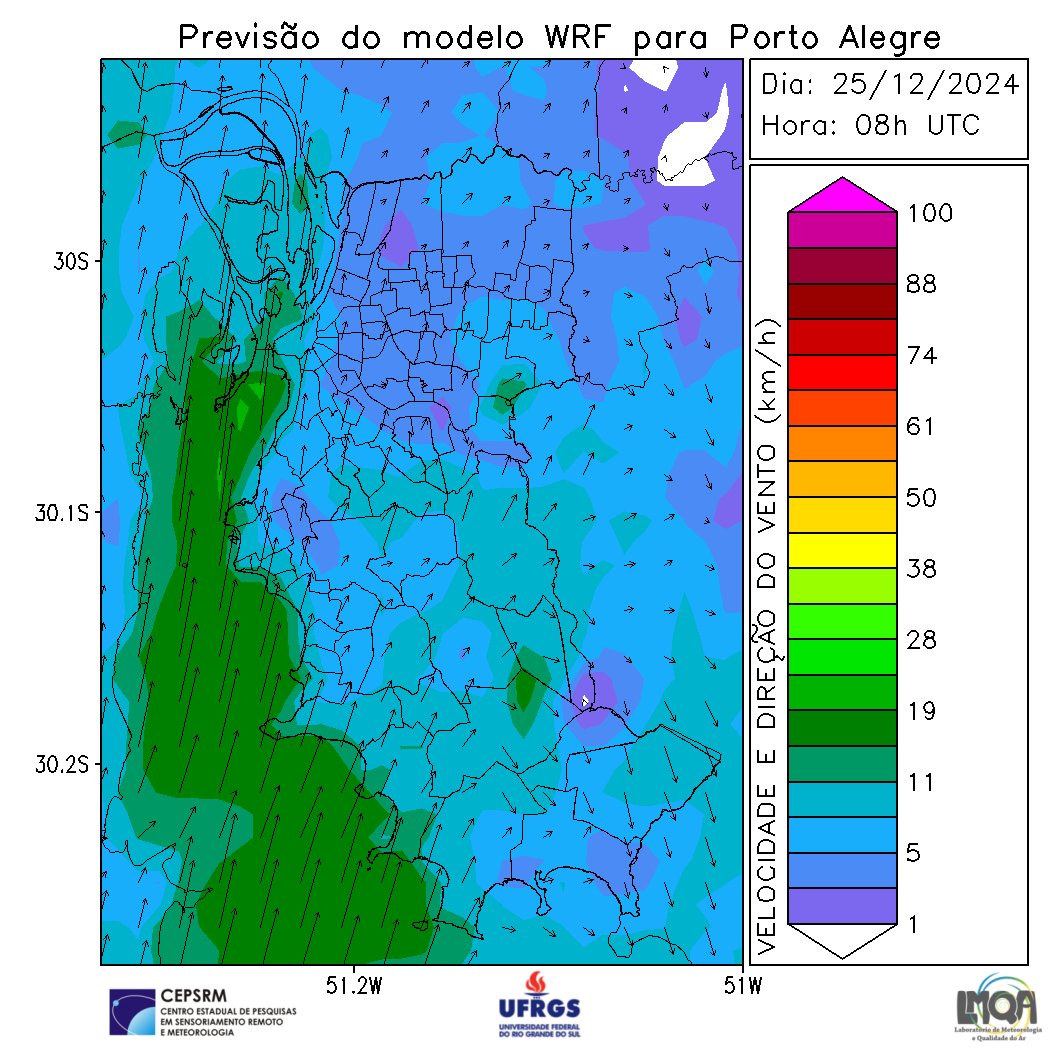 Previsão do modelo WRF para Porto Alegre
Dia: 25/12/2024
Hora: 08h UTC
30S
30.1S
30.2S
51.2W
51W
VELOCIDADE E DIREÇÃO DO VENTO (km/h)
100
88
74
61
50
38
28
19
11
5
1
CEPSRM
CENTRO ESTADUAL DE PESQUISAS
EM SENSORIAMENTO REMOTO
E METEOROLOGIA
UFRGS
UNIVERSIDADE FEDERAL
DO RIO GRANDE DO SUL
LMQA
Laboratório de Meteorologia
e Qualidade do Ar